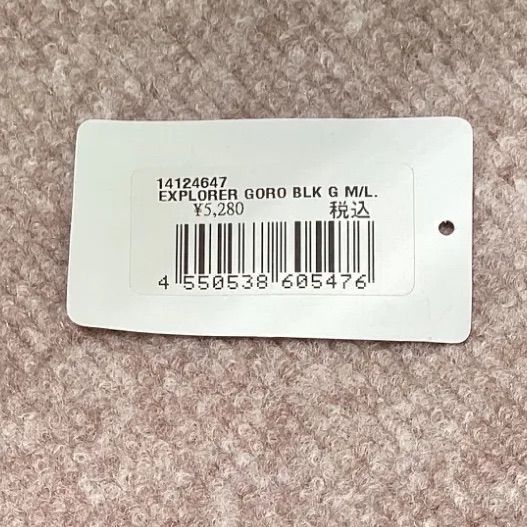 14124647
EXPLORER GORO BLK G M/L.
¥5,280 税込
4 550538 605476